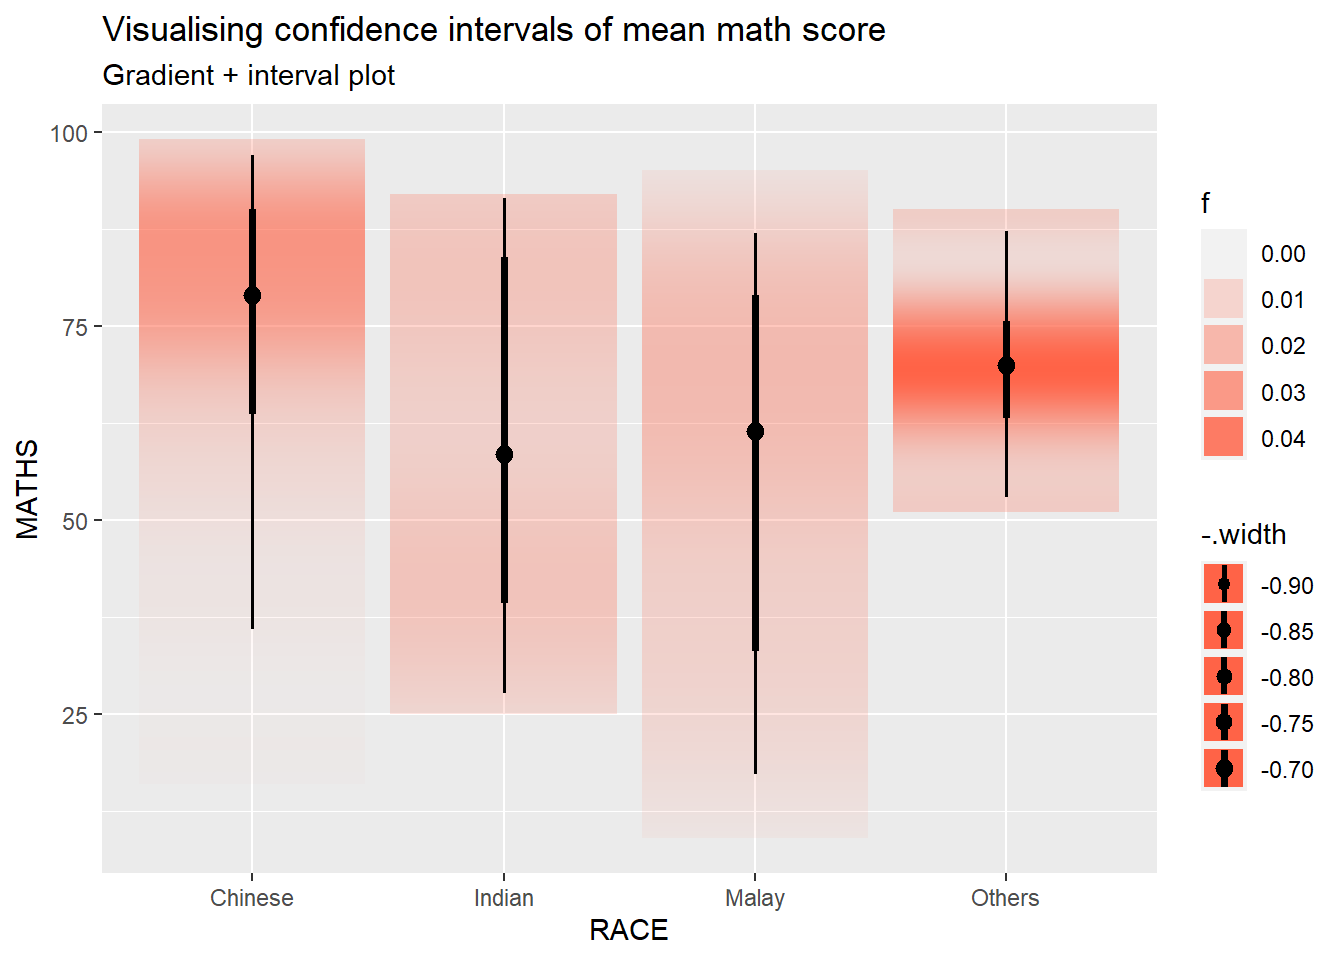 Visualising confidence intervals of mean math score
Gradient + interval plot
MATHS
100
75
50
25
Chinese
Indian
Malay
Others
RACE
f
0.00
0.01
0.02
0.03
0.04
-.width
-0.90
-0.85
-0.80
-0.75
-0.70